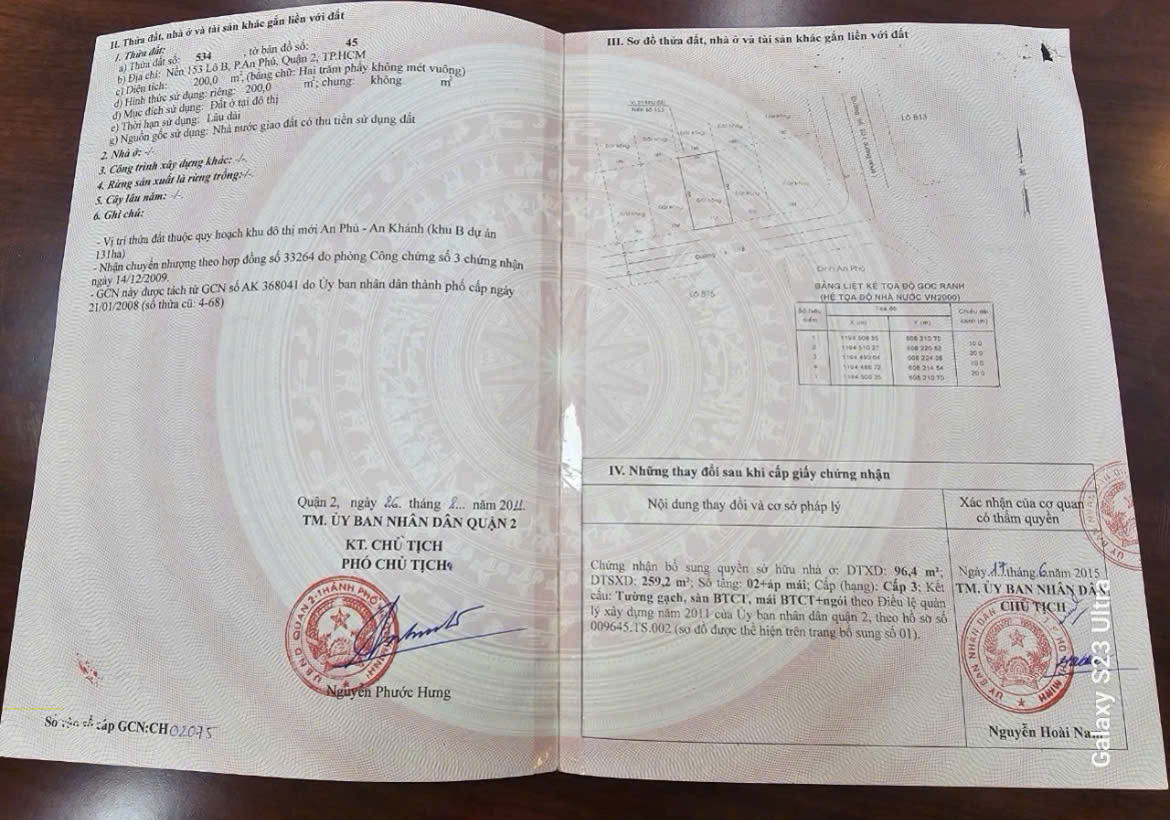 II. Thửa đất, nhà ở và tài sản khác gắn liền với đất
1. Thửa đất:
a) Thửa đất số: 534 , tờ bản đồ số: 45
b) Địa chỉ: Nền 153 Lô B, P.An Phú, Quận 2, TP.HCM
c) Diện tích: 200,0 m², (bằng chữ: Hai trăm phẩy không mét vuông)
d) Hình thức sử dụng: riêng: 200,0 m²; chung: không m²
đ) Mục đích sử dụng: Đất ở tại đô thị
e) Thời hạn sử dụng: Lâu dài
g) Nguồn gốc sử dụng: Nhà nước giao đất có thu tiền sử dụng đất
2. Nhà ở: -/-
3. Công trình xây dựng khác: -/-
4. Rừng sản xuất là rừng trồng:-/-
5. Cây lâu năm: -/-
6. Ghi chú:
- Vị trí thửa đất thuộc quy hoạch khu đô thị mới An Phú - An Khánh (khu B dự án
131ha)
- Nhận chuyển nhượng theo hợp đồng số 33264 do phòng Công chứng số 3 chứng nhận
ngày 14/12/2009.
- GCN này được tách từ GCN số AK 368041 do Ủy ban nhân dân thành phố cấp ngày
21/01/2008 (số thửa cũ: 4-68)
Quận 2, ngày tháng năm 2011.
TM. ỦY BAN NHÂN DÂN QUẬN 2
KT. CHỦ TỊCH
PHÓ CHỦ TỊCH
Nguyễn Phước Hưng
Số vào sổ cấp GCN:CH02075
III. Sơ đồ thửa đất, nhà ở và tài sản khác gắn liền với đất
Lô B13
Lô B15
Đình An Phú
BẢNG LIỆT KÊ TỌA ĐỘ GÓC RANH
(HỆ TỌA ĐỘ NHÀ NƯỚC VN2000)
Số hiệu điểm Tọa độ Chiều dài cạnh (m)
X (m) Y (m)
IV. Những thay đổi sau khi cấp giấy chứng nhận
Nội dung thay đổi và cơ sở pháp lý
Xác nhận của cơ quan
có thẩm quyền
Chứng nhận bổ sung quyền sở hữu nhà ở: DTXD: 96,4 m²;
DTSXD: 259,2 m²; Số tầng: 02+áp mái; Cấp (hạng): Cấp 3; Kết
cấu: Tường gạch, sàn BTCT, mái BTCT+ngói theo Điều lệ quản
lý xây dựng năm 2011 của Ủy ban nhân dân quận 2, theo hồ sơ số
009645.TS.002 (sơ đồ được thể hiện trên trang bổ sung số 01).
Ngày 17 tháng 6 năm 2015
TM. ỦY BAN NHÂN DÂN
CHỦ TỊCH
Nguyễn Hoài Nam
Galaxy S23 Ultra